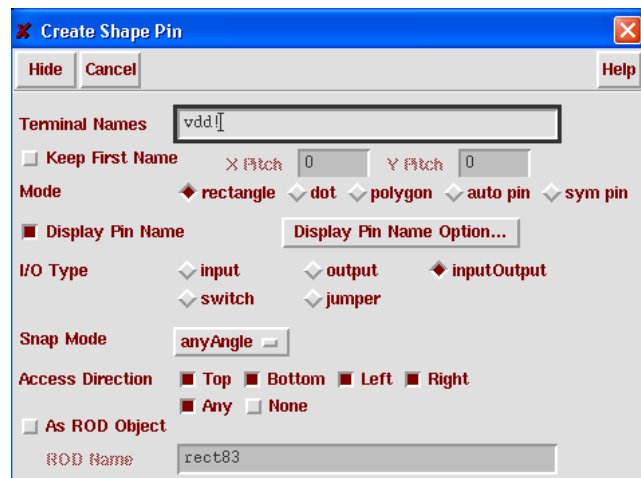 Create Shape Pin
Hide Cancel Help
Terminal Names vdd!
Keep First Name X Pitch 0 Y Pitch 0
Mode rectangle dot polygon auto pin sym pin
Display Pin Name Display Pin Name Option...
I/O Type input output inputOutput
switch jumper
Snap Mode anyAngle
Access Direction Top Bottom Left Right
Any None
As ROD Object
ROD Name rect83